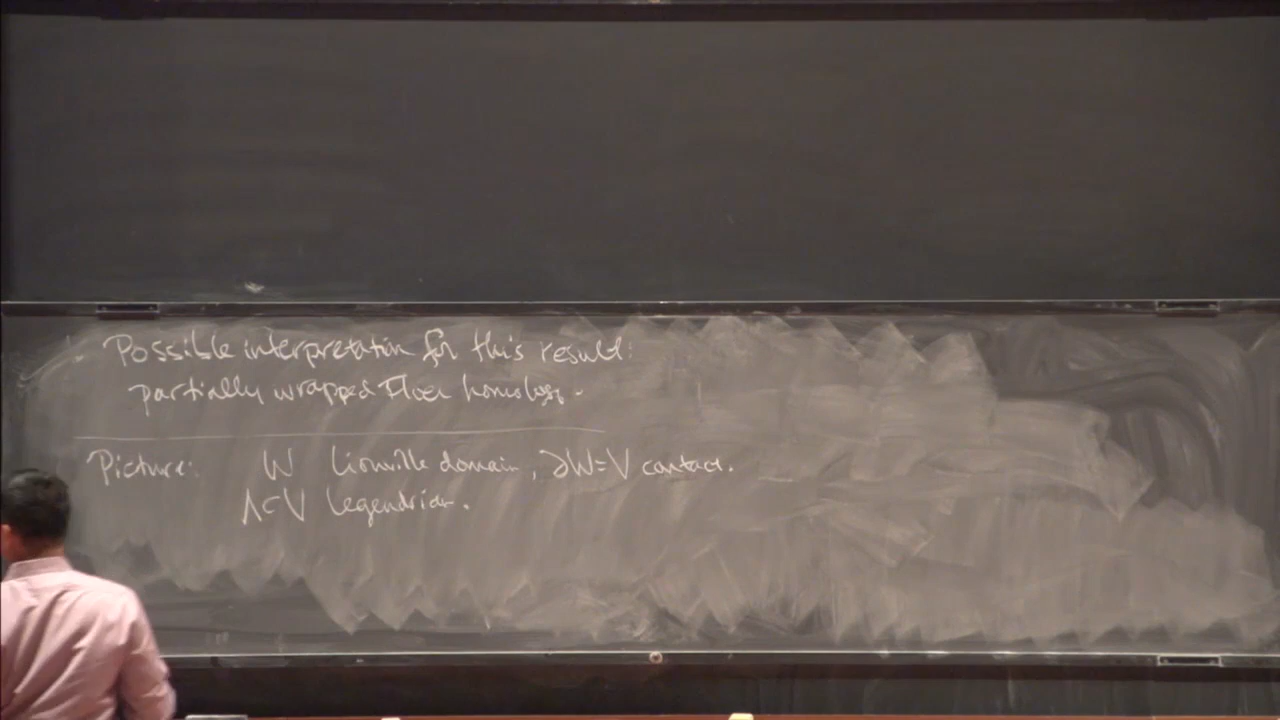 Possible interpretation for this result:
partially wrapped Floer homology.
Picture: W Liouville domain, ∂W=V contact.
Λ⊂V Legendrian.